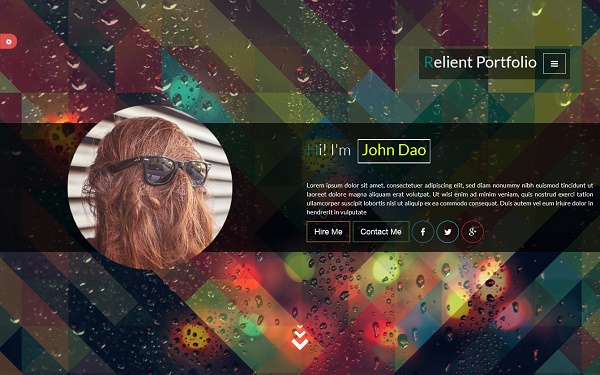 Relient Portfolio
Hi! I'm John Dao
Lorem ipsum dolor sit amet, consectetuer adipiscing elit, sed diam nonummy nibh euismod tincidunt ut
laoreet dolore magna aliquam erat volutpat. Ut wisi enim ad minim veniam, quis nostrud exerci tation
ullamcorper suscipit lobortis nisl ut aliquip ex ea commodo consequat. Duis autem vel eum iriure dolor in
hendrerit in vulputate
Hire Me Contact Me